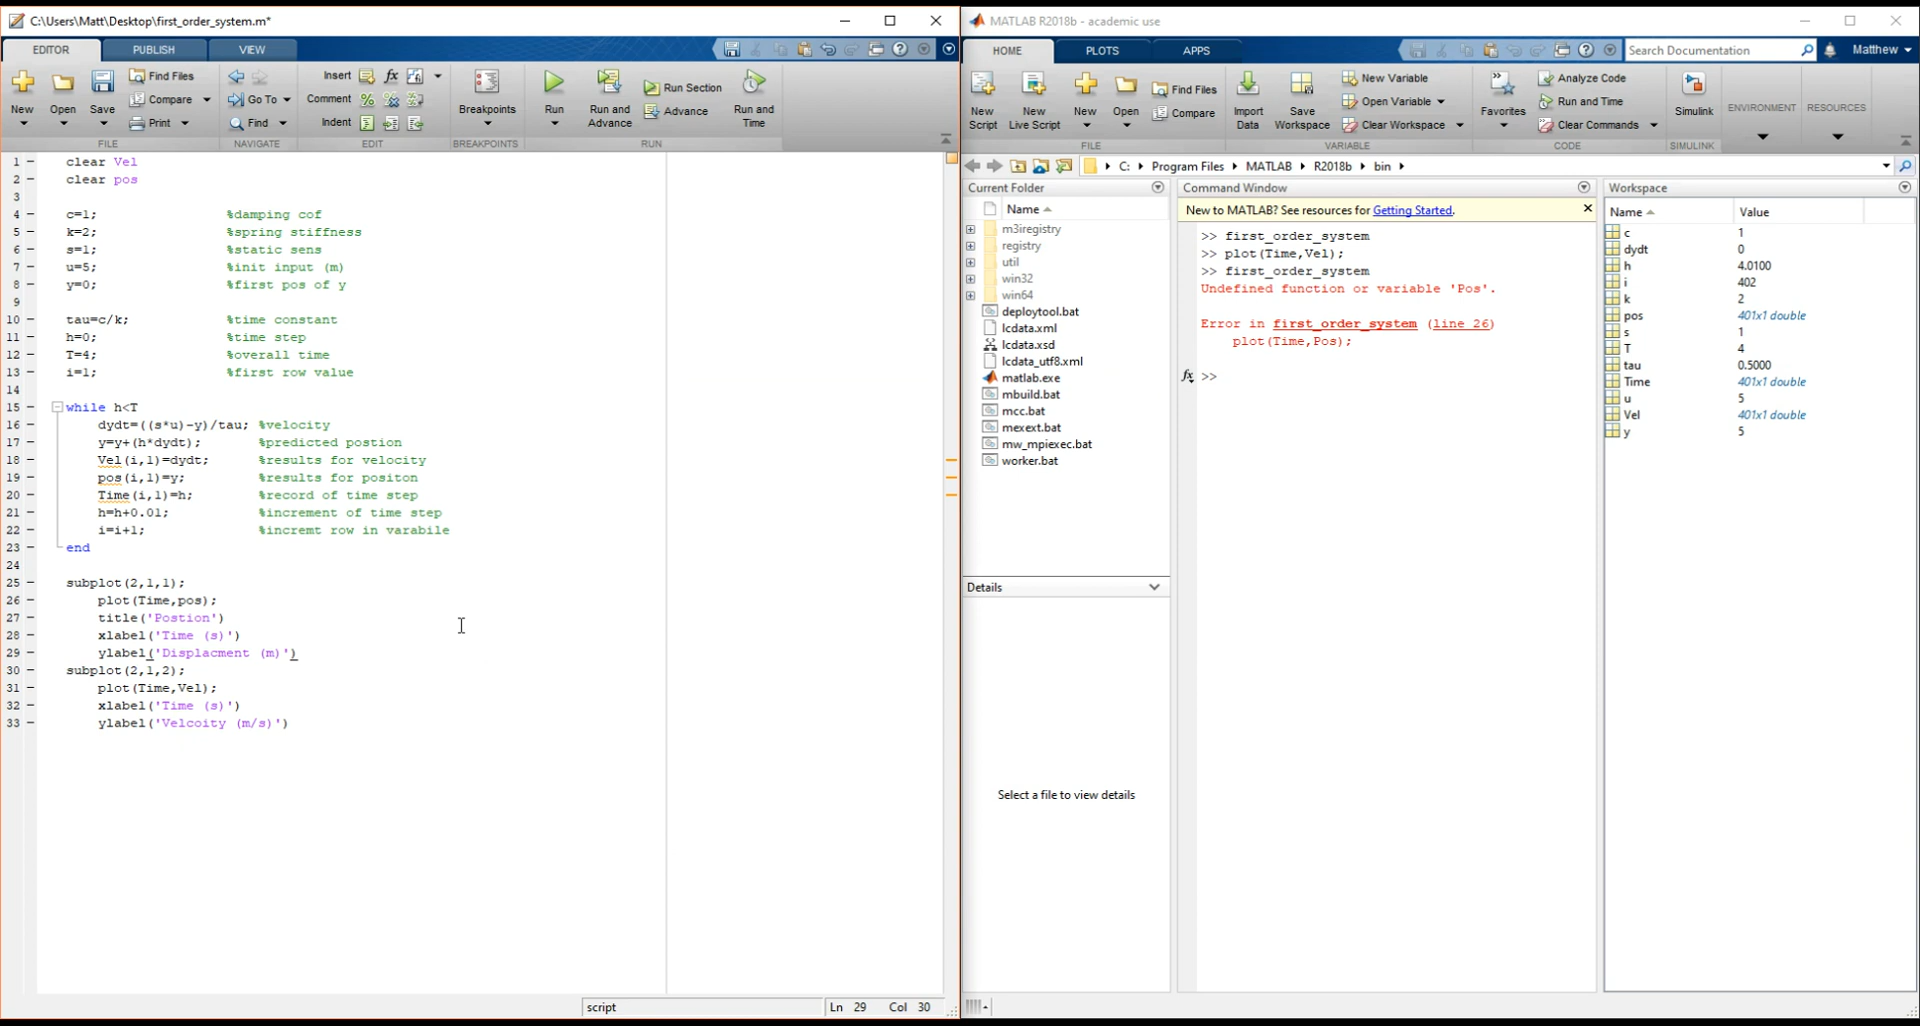 C:\Users\Matt\Desktop\first_order_system.m*
EDITOR PUBLISH VIEW
New Open Save Find Files Compare Print
FILE
Go To Find
NAVIGATE
Insert fx
Comment
Indent
EDIT
Breakpoints
BREAKPOINTS
Run Run and Advance Run Section Advance Run and Time
RUN
1 – clear Vel
2 – clear pos
3
4 – c=1; %damping cof
5 – k=2; %spring stiffness
6 – s=1; %static sens
7 – u=5; %init input (m)
8 – y=0; %first pos of y
9
10 – tau=c/k; %time constant
11 – h=0; %time step
12 – T=4; %overall time
13 – i=1; %first row value
14
15 – while h<T
16 – dydt=((s*u)-y)/tau; %velocity
17 – y=y+(h*dydt); %predicted postion
18 – Vel(i,1)=dydt; %results for velocity
19 – pos(i,1)=y; %results for positon
20 – Time(i,1)=h; %record of time step
21 – h=h+0.01; %increment of time step
22 – i=i+1; %incremt row in varabile
23 – end
24
25 – subplot(2,1,1);
26 – plot(Time,pos);
27 – title('Postion')
28 – xlabel('Time (s)')
29 – ylabel('Displacment (m)')
30 – subplot(2,1,2);
31 – plot(Time,Vel);
32 – xlabel('Time (s)')
33 – ylabel('Velcoity (m/s)')
script Ln 29 Col 30
MATLAB R2018b - academic use
HOME PLOTS APPS
Search Documentation
Matthew
New Script New Live Script New Open Find Files Compare
FILE
Import Data Save Workspace New Variable Open Variable Clear Workspace
VARIABLE
Favorites Analyze Code Run and Time Clear Commands
CODE
Simulink
SIMULINK
ENVIRONMENT
RESOURCES
C: Program Files MATLAB R2018b bin
Current Folder
Name
m3iregistry
registry
util
win32
win64
deploytool.bat
lcdata.xml
lcdata.xsd
lcdata_utf8.xml
matlab.exe
mbuild.bat
mcc.bat
mexext.bat
mw_mpiexec.bat
worker.bat
Details
Select a file to view details
Command Window
New to MATLAB? See resources for Getting Started.
>> first_order_system
>> plot(Time,Vel);
>> first_order_system
Undefined function or variable 'Pos'.
Error in first_order_system (line 26)
plot(Time,Pos);
fx >>
Workspace
Name Value
c 1
dydt 0
h 4.0100
i 402
k 2
pos 401x1 double
s 1
T 4
tau 0.5000
Time 401x1 double
u 5
Vel 401x1 double
y 5